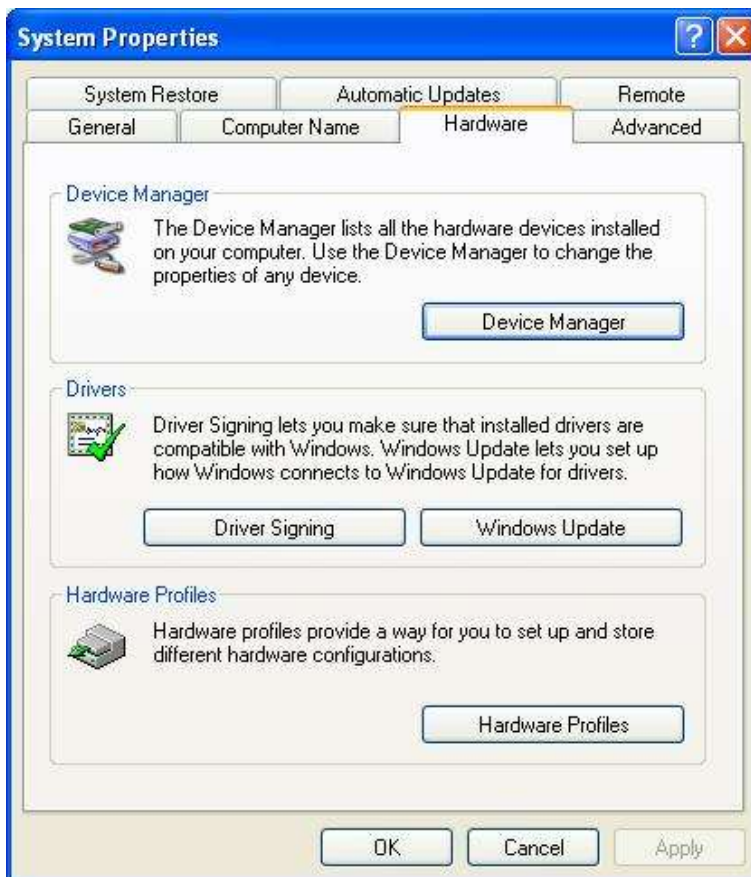 System Properties
System Restore
Automatic Updates
Remote
General
Computer Name
Hardware
Advanced
Device Manager
The Device Manager lists all the hardware devices installed
on your computer. Use the Device Manager to change the
properties of any device.
Device Manager
Drivers
Driver Signing lets you make sure that installed drivers are
compatible with Windows. Windows Update lets you set up
how Windows connects to Windows Update for drivers.
Driver Signing
Windows Update
Hardware Profiles
Hardware profiles provide a way for you to set up and store
different hardware configurations.
Hardware Profiles
OK
Cancel
Apply